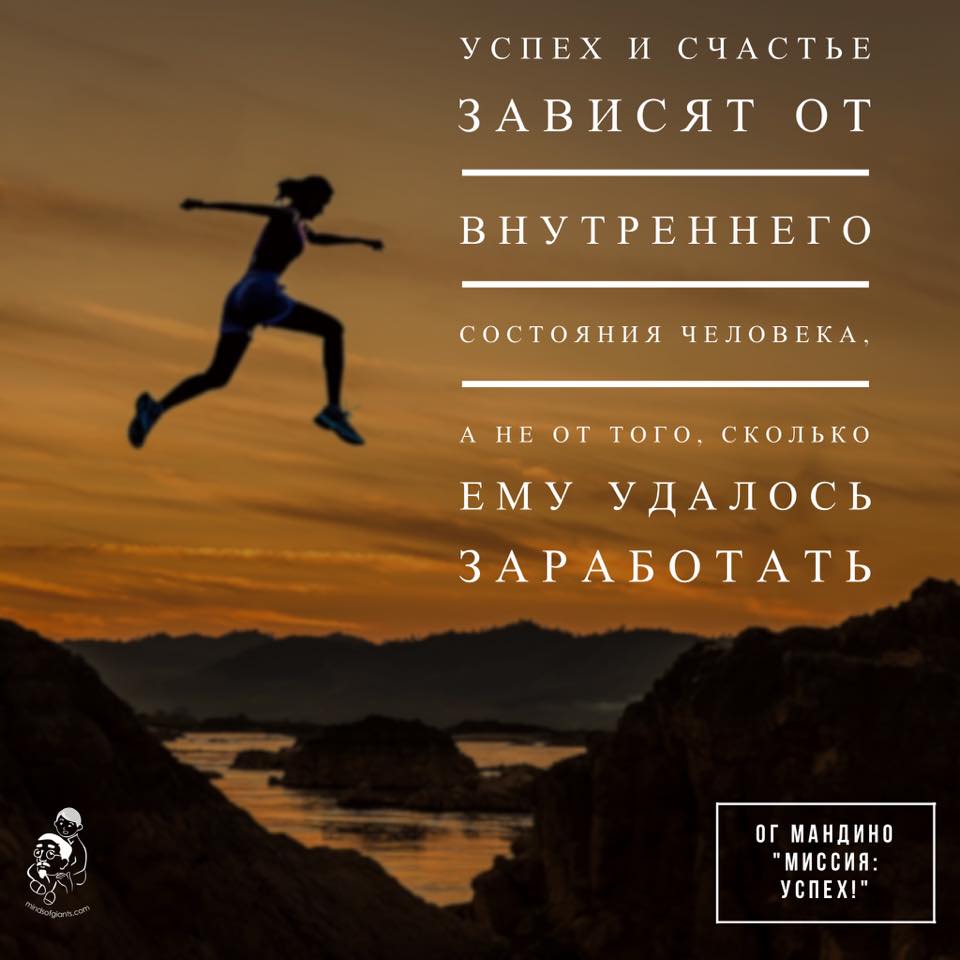 УСПЕХ И СЧАСТЬЕ
ЗАВИСЯТ ОТ
ВНУТРЕННЕГО
СОСТОЯНИЯ ЧЕЛОВЕКА,
А НЕ ОТ ТОГО, СКОЛЬКО
ЕМУ УДАЛОСЬ
ЗАРАБОТАТЬ
ОГ МАНДИНО
"МИССИЯ:
УСПЕХ!"
mindsofgiants.com